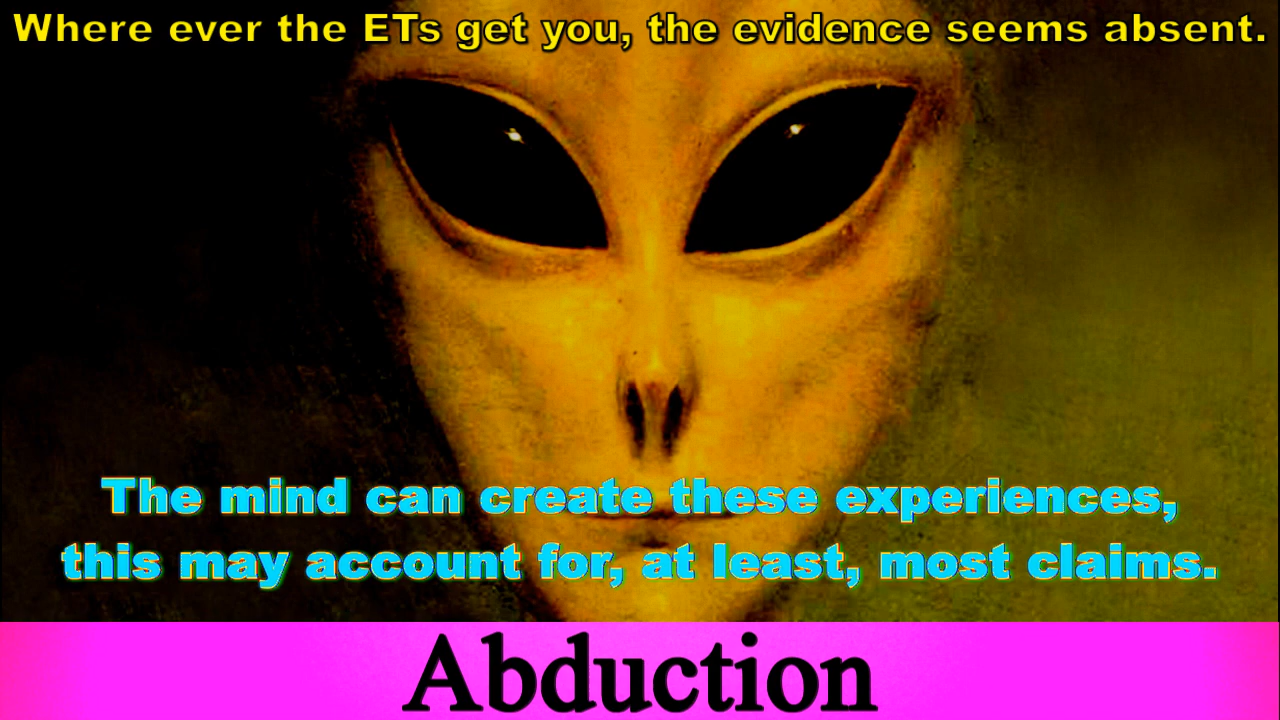 Where ever the ETs get you, the evidence seems absent.
The mind can create these experiences,
this may account for, at least, most claims.
Abduction